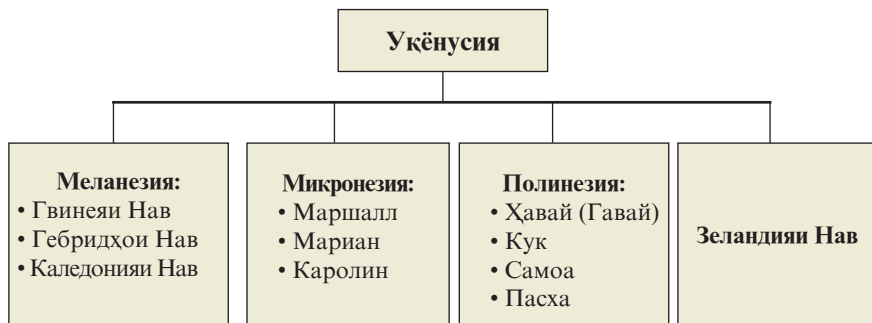 Уқёнусия
Меланезия:
• Гвинеяи Нав
• Гебридҳои Нав
• Каледонияи Нав
Микронезия:
• Маршалл
• Мариан
• Каролин
Полинезия:
• Ҳавай (Гавай)
• Кук
• Самоа
• Пасха
Зеландияи Нав